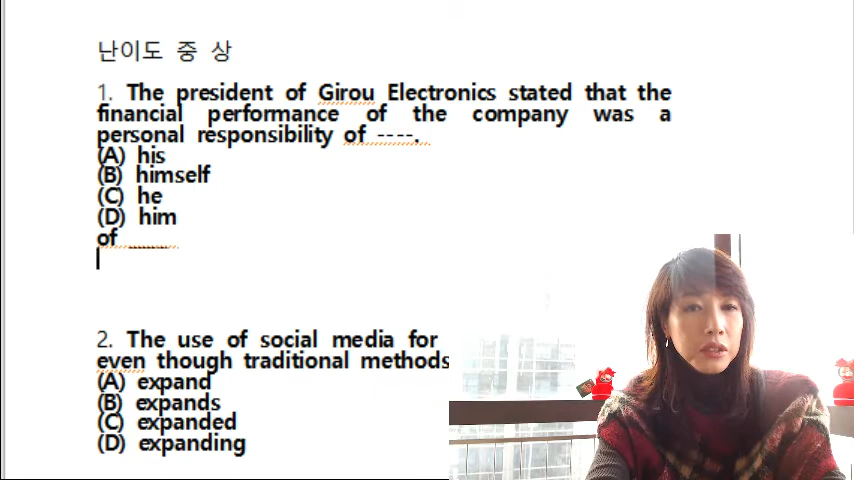 난이도 중 상
1. The president of Girou Electronics stated that the
financial performance of the company was a
personal responsibility of ----.
(A) his
(B) himself
(C) he
(D) him
of ____
2. The use of social media for
even though traditional methods
(A) expand
(B) expands
(C) expanded
(D) expanding